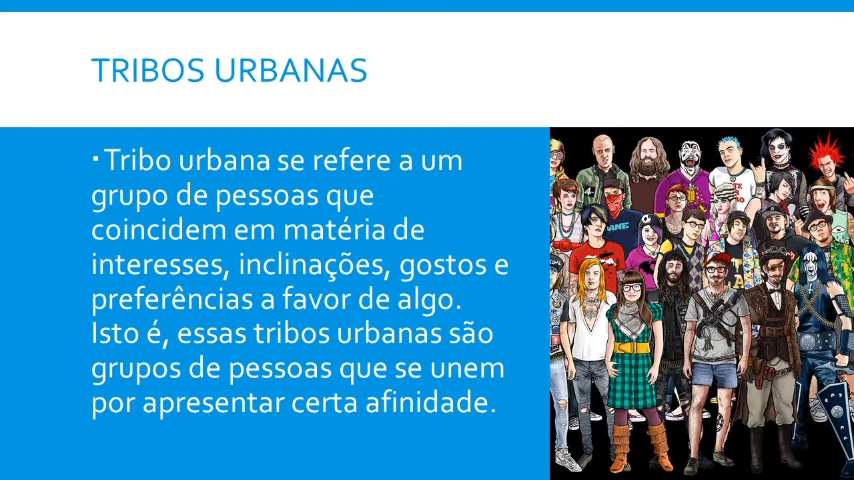 TRIBOS URBANAS
▪Tribo urbana se refere a um
grupo de pessoas que
coincidem em matéria de
interesses, inclinações, gostos e
preferências a favor de algo.
Isto é, essas tribos urbanas são
grupos de pessoas que se unem
por apresentar certa afinidade.